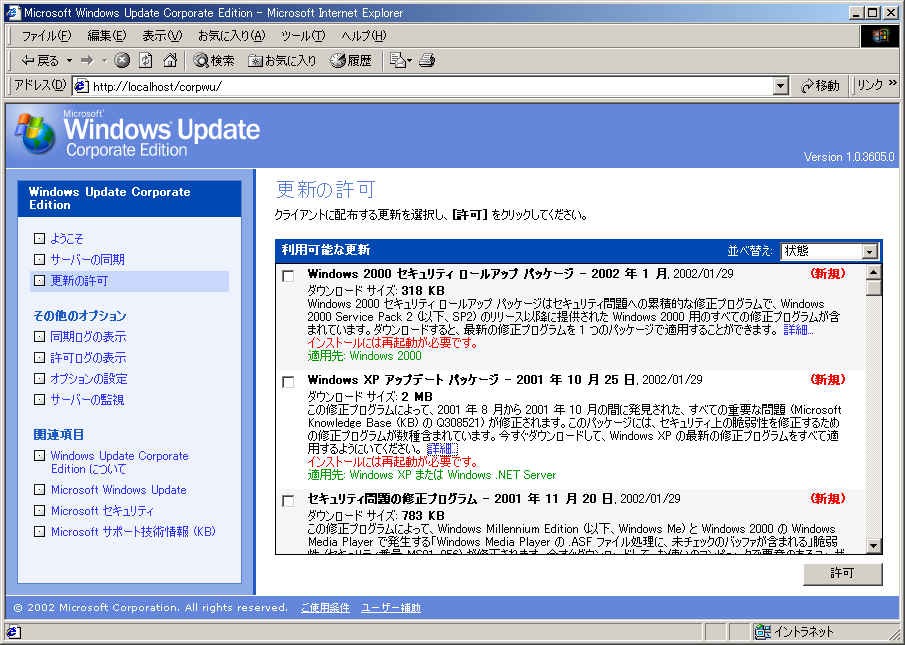 Microsoft Windows Update Corporate Edition - Microsoft Internet Explorer
ファイル(F) 編集(E) 表示(V) お気に入り(A) ツール(T) ヘルプ(H)
戻る 検索 お気に入り 履歴
アドレス(D) http://localhost/corpwu/ 移動 リンク »
Microsoft
Windows Update
Corporate Edition
Version 1.0.3605.0
Windows Update Corporate
Edition
ようこそ
サーバーの同期
更新の許可
その他のオプション
同期ログの表示
許可ログの表示
オプションの設定
サーバーの監視
関連項目
Windows Update Corporate
Edition について
Microsoft Windows Update
Microsoft セキュリティ
Microsoft サポート技術情報 (KB)
更新の許可
クライアントに配布する更新を選択し、[許可] をクリックしてください。
利用可能な更新 並べ替え: 状態
Windows 2000 セキュリティ ロールアップ パッケージ - 2002 年 1 月, 2002/01/29 (新規)
ダウンロード サイズ: 318 KB
Windows 2000 セキュリティ ロールアップ パッケージはセキュリティ問題への累積的な修正プログラムで、Windows
2000 Service Pack 2 (以下、SP2) のリリース以降に提供された Windows 2000 用のすべての修正プログラムが含
まれています。ダウンロードすると、最新の修正プログラムを 1 つのパッケージで適用することができます。 詳細...
インストールには再起動が必要です。
適用先: Windows 2000
Windows XP アップデート パッケージ - 2001 年 10 月 25 日, 2002/01/29 (新規)
ダウンロード サイズ: 2 MB
この修正プログラムによって、2001 年 8 月から 2001 年 10 月の間に発見された、すべての重要な問題 (Microsoft
Knowledge Base (KB) の Q308521) が修正されます。このパッケージには、セキュリティ上の脆弱性を修正するため
の修正プログラムが数種含まれています。今すぐダウンロードして、Windows XP の最新の修正プログラムをすべて適
用するようにいてください。 詳細...
インストールには再起動が必要です。
適用先: Windows XP または Windows .NET Server
セキュリティ問題の修正プログラム - 2001 年 11 月 20 日, 2002/01/29 (新規)
ダウンロード サイズ: 783 KB
この修正プログラムによって、Windows Millennium Edition (以下、Windows Me) と Windows 2000 の Windows
Media Player で発生する「Windows Media Player の .ASF ファイル処理に、未チェックのバッファが含まれる」脆弱
許可
© 2002 Microsoft Corporation. All rights reserved. ご使用条件 ユーザー補助
イントラネット